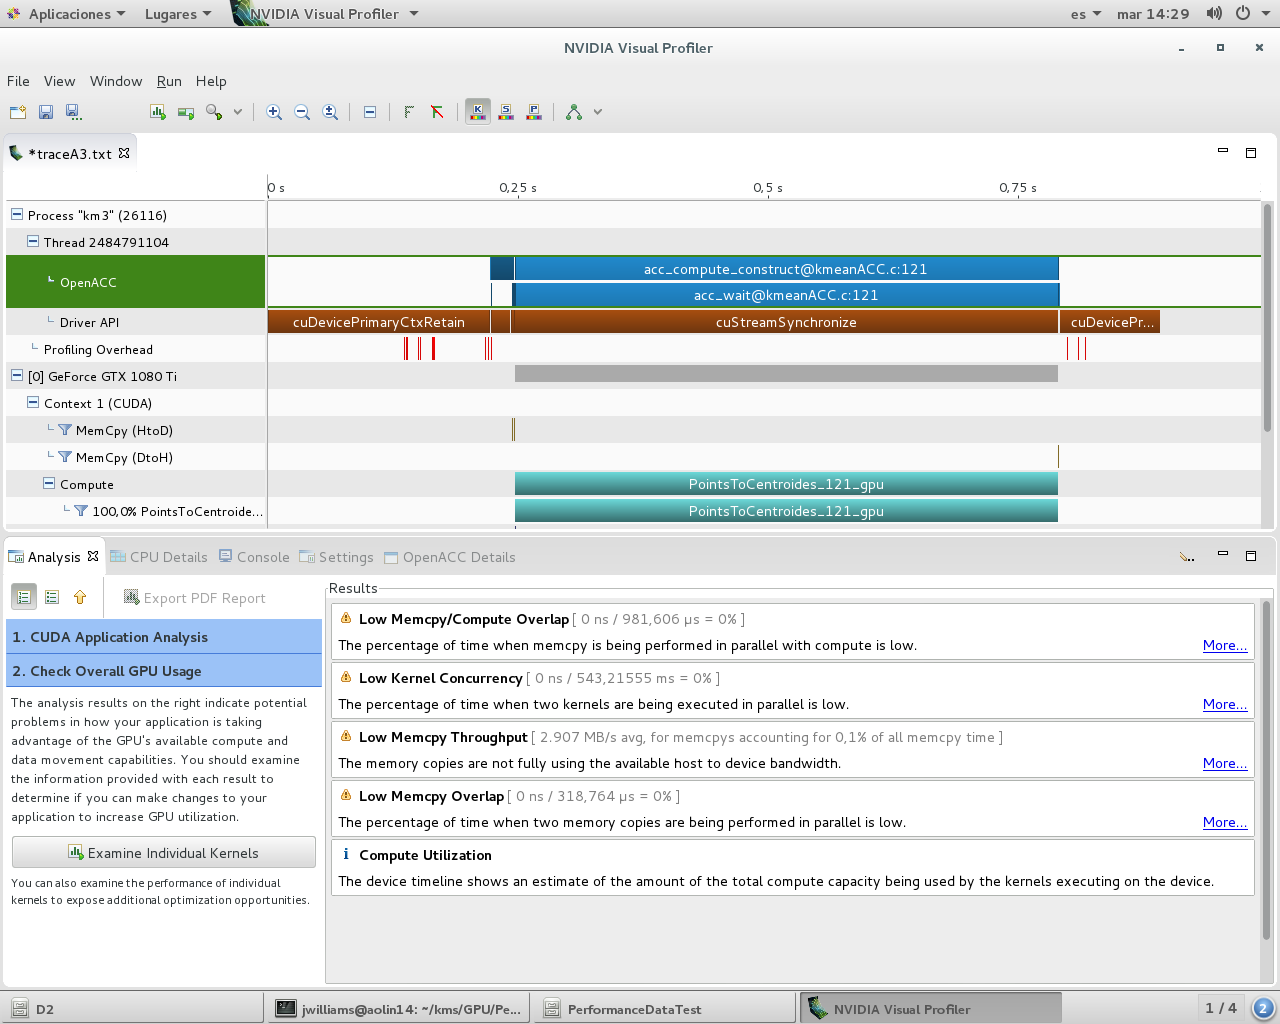 Aplicaciones Lugares NVIDIA Visual Profiler es mar 14:29
NVIDIA Visual Profiler
File View Window Run Help
K S P
*traceA3.txt
0 s 0,25 s 0,5 s 0,75 s
Process "km3" (26116)
Thread 2484791104
OpenACC
acc_compute_construct@kmeanACC.c:121
acc_wait@kmeanACC.c:121
Driver API cuDevicePrimaryCtxRetain cuStreamSynchronize cuDevicePr...
Profiling Overhead
[0] GeForce GTX 1080 Ti
Context 1 (CUDA)
MemCpy (HtoD)
MemCpy (DtoH)
Compute PointsToCentroides_121_gpu
100,0% PointsToCentroide... PointsToCentroides_121_gpu
Analysis CPU Details Console Settings OpenACC Details
Export PDF Report
1. CUDA Application Analysis
2. Check Overall GPU Usage
The analysis results on the right indicate potential
problems in how your application is taking
advantage of the GPU's available compute and
data movement capabilities. You should examine
the information provided with each result to
determine if you can make changes to your
application to increase GPU utilization.
Examine Individual Kernels
You can also examine the performance of individual
kernels to expose additional optimization opportunities.
Results
Low Memcpy/Compute Overlap [ 0 ns / 981,606 µs = 0% ]
The percentage of time when memcpy is being performed in parallel with compute is low. More...
Low Kernel Concurrency [ 0 ns / 543,21555 ms = 0% ]
The percentage of time when two kernels are being executed in parallel is low. More...
Low Memcpy Throughput [ 2.907 MB/s avg, for memcpys accounting for 0,1% of all memcpy time ]
The memory copies are not fully using the available host to device bandwidth. More...
Low Memcpy Overlap [ 0 ns / 318,764 µs = 0% ]
The percentage of time when two memory copies are being performed in parallel is low. More...
Compute Utilization
The device timeline shows an estimate of the amount of the total compute capacity being used by the kernels executing on the device.
D2 jwilliams@aolin14: ~/kms/GPU/Pe... PerformanceDataTest NVIDIA Visual Profiler 1 / 4 2